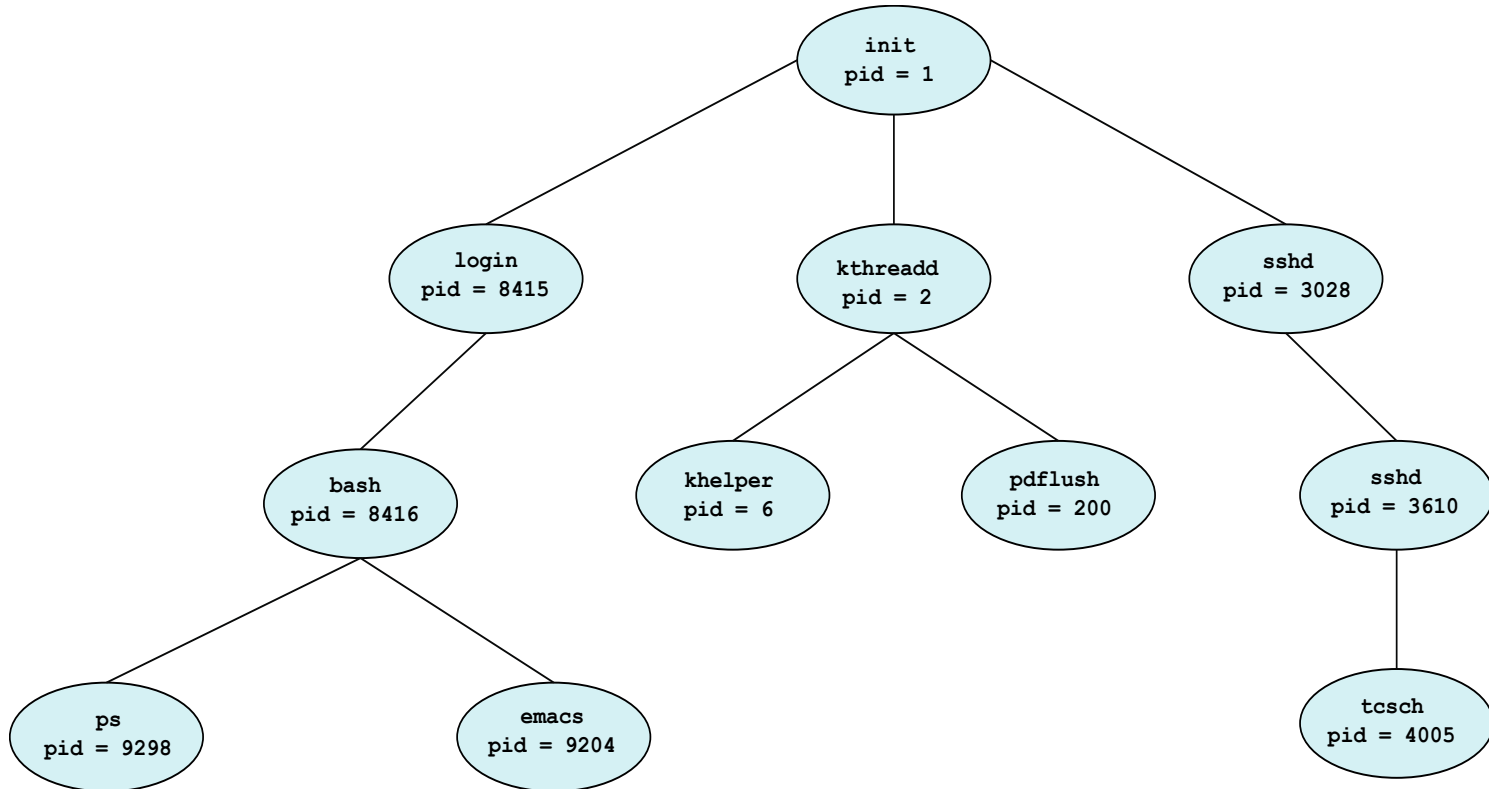 init
pid = 1
login
pid = 8415
kthreadd
pid = 2
sshd
pid = 3028
bash
pid = 8416
khelper
pid = 6
pdflush
pid = 200
sshd
pid = 3610
ps
pid = 9298
emacs
pid = 9204
tcsch
pid = 4005